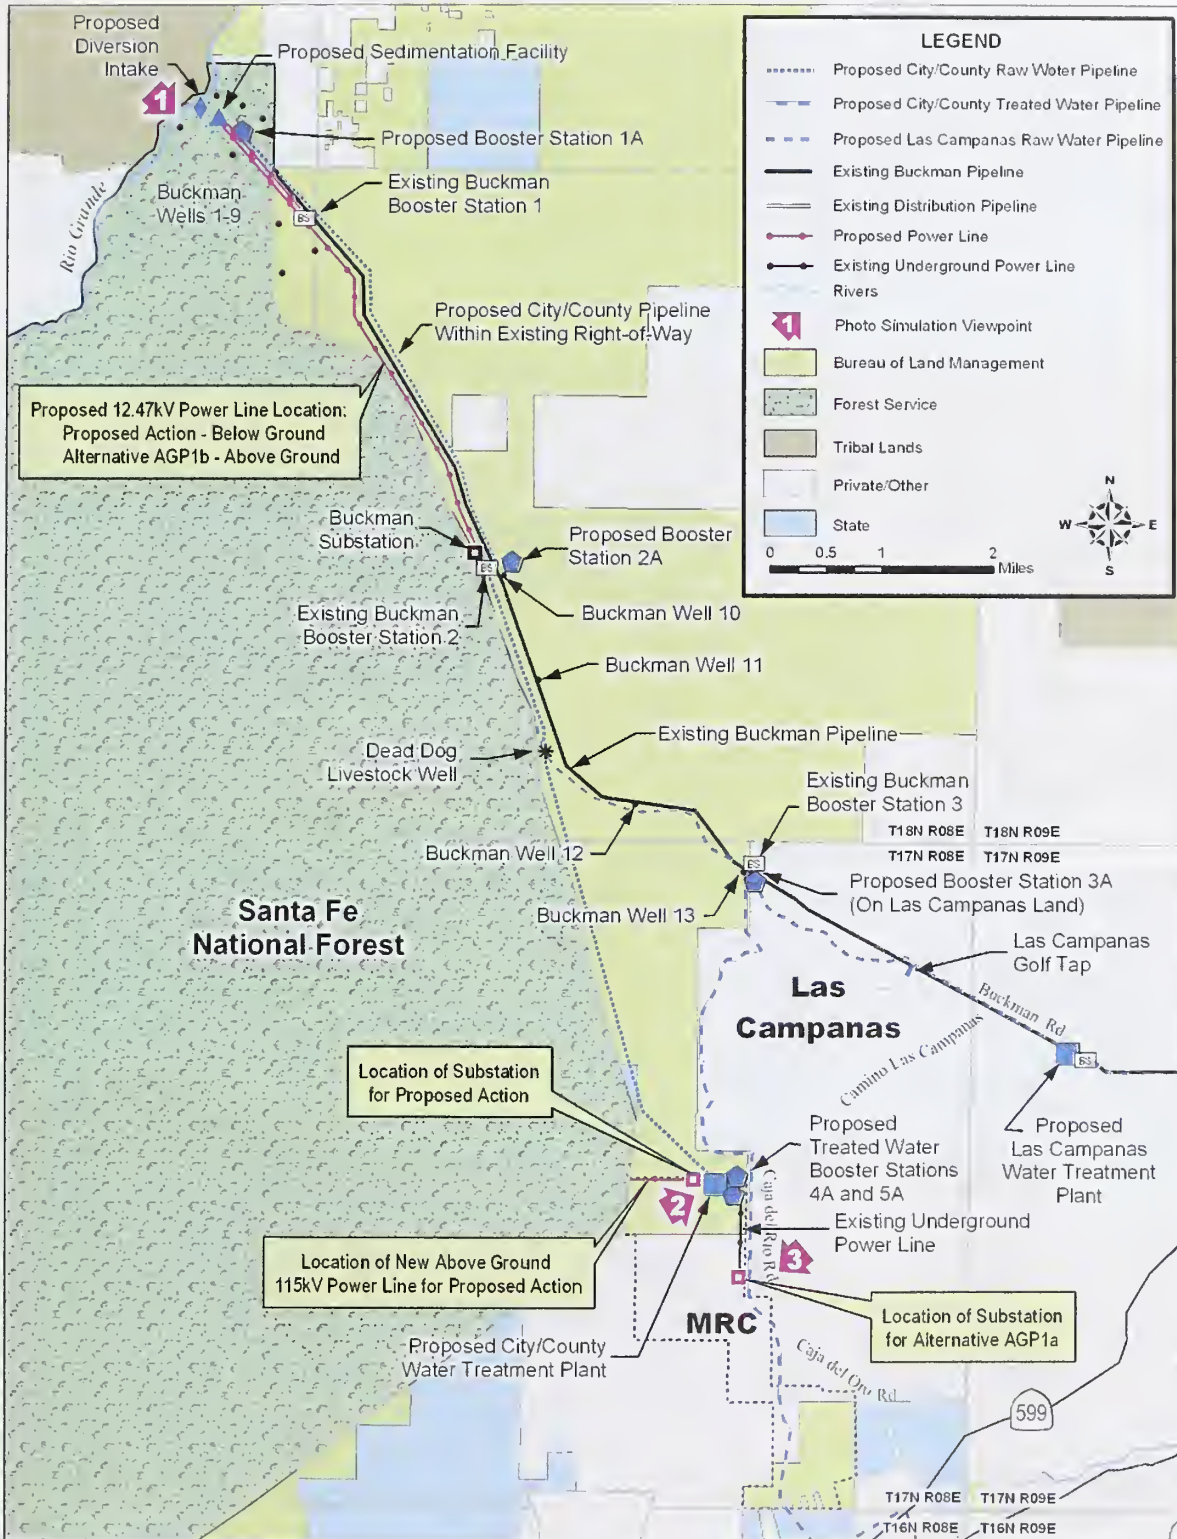 Proposed
Diversion
Intake
Proposed Sedimentation Facility
1
Proposed Booster Station 1A
Existing Buckman
Booster Station 1
BS
Buckman
Wells 1-9
Rio Grande
Proposed City/County Pipeline
Within Existing Right-of-Way
Proposed 12.47kV Power Line Location:
Proposed Action - Below Ground
Alternative AGP1b - Above Ground
LEGEND
Proposed City/County Raw Water Pipeline
Proposed City/County Treated Water Pipeline
Proposed Las Campanas Raw Water Pipeline
Existing Buckman Pipeline
Existing Distribution Pipeline
Proposed Power Line
Existing Underground Power Line
Rivers
1
Photo Simulation Viewpoint
Bureau of Land Management
Forest Service
Tribal Lands
Private/Other
State
N
W
E
S
0 0.5 1 2
Miles
Buckman
Substation
Proposed Booster
Station 2A
BS
Existing Buckman
Booster Station 2
Buckman Well 10
Buckman Well 11
Existing Buckman Pipeline
Dead Dog
Livestock Well
Existing Buckman
Booster Station 3
T18N R08E T18N R09E
T17N R08E T17N R09E
Buckman Well 12
BS
Proposed Booster Station 3A
(On Las Campanas Land)
Buckman Well 13
Santa Fe
National Forest
Las Campanas
Golf Tap
Las
Campanas
Buckman Rd
Camino Las Campanas
BS
Location of Substation
for Proposed Action
Proposed
Treated Water
Booster Stations
4A and 5A
Proposed
Las Campanas
Water Treatment
Plant
2
Caja del Rio Rd
Existing Underground
Power Line
3
Location of New Above Ground
115kV Power Line for Proposed Action
MRC
Location of Substation
for Alternative AGP1a
Proposed City/County
Water Treatment Plant
Caja del Oro Rd
599
T17N R08E T17N R09E
T16N R08E T16N R09E